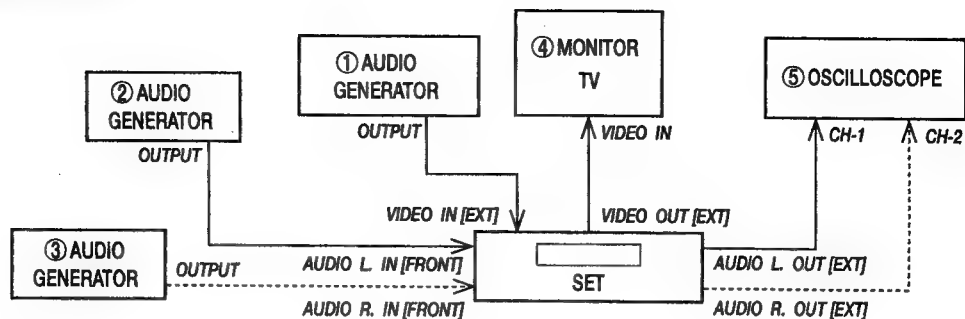 ① AUDIO
GENERATOR
OUTPUT
② AUDIO
GENERATOR
OUTPUT
③ AUDIO
GENERATOR
OUTPUT
④ MONITOR
TV
VIDEO IN
⑤ OSCILLOSCOPE
CH-1
CH-2
VIDEO IN [EXT]
VIDEO OUT [EXT]
AUDIO L. IN [FRONT]
AUDIO R. IN [FRONT]
SET
AUDIO L. OUT [EXT]
AUDIO R. OUT [EXT]